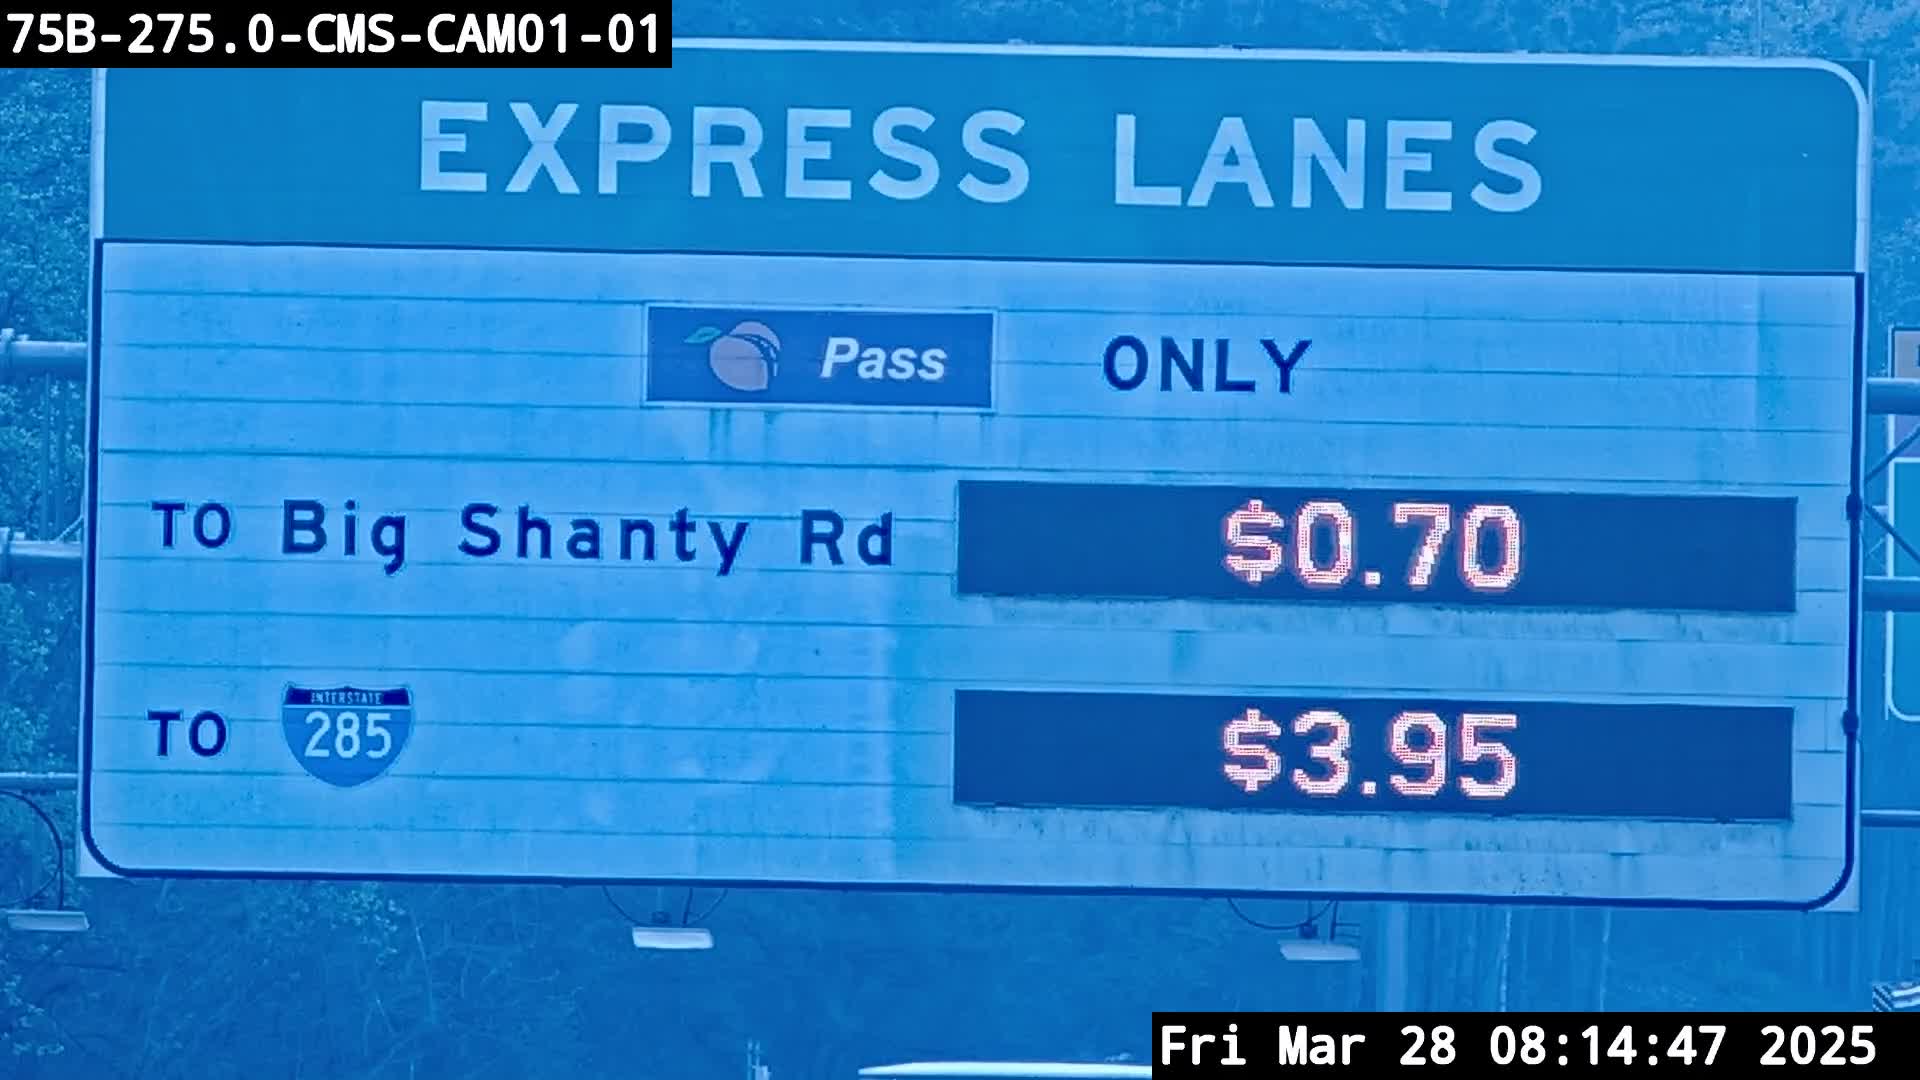 75B-275.0-CMS-CAM01-01
EXPRESS LANES
Pass ONLY
TO Big Shanty Rd $0.70
INTERSTATE
TO 285 $3.95
Fri Mar 28 08:14:47 2025